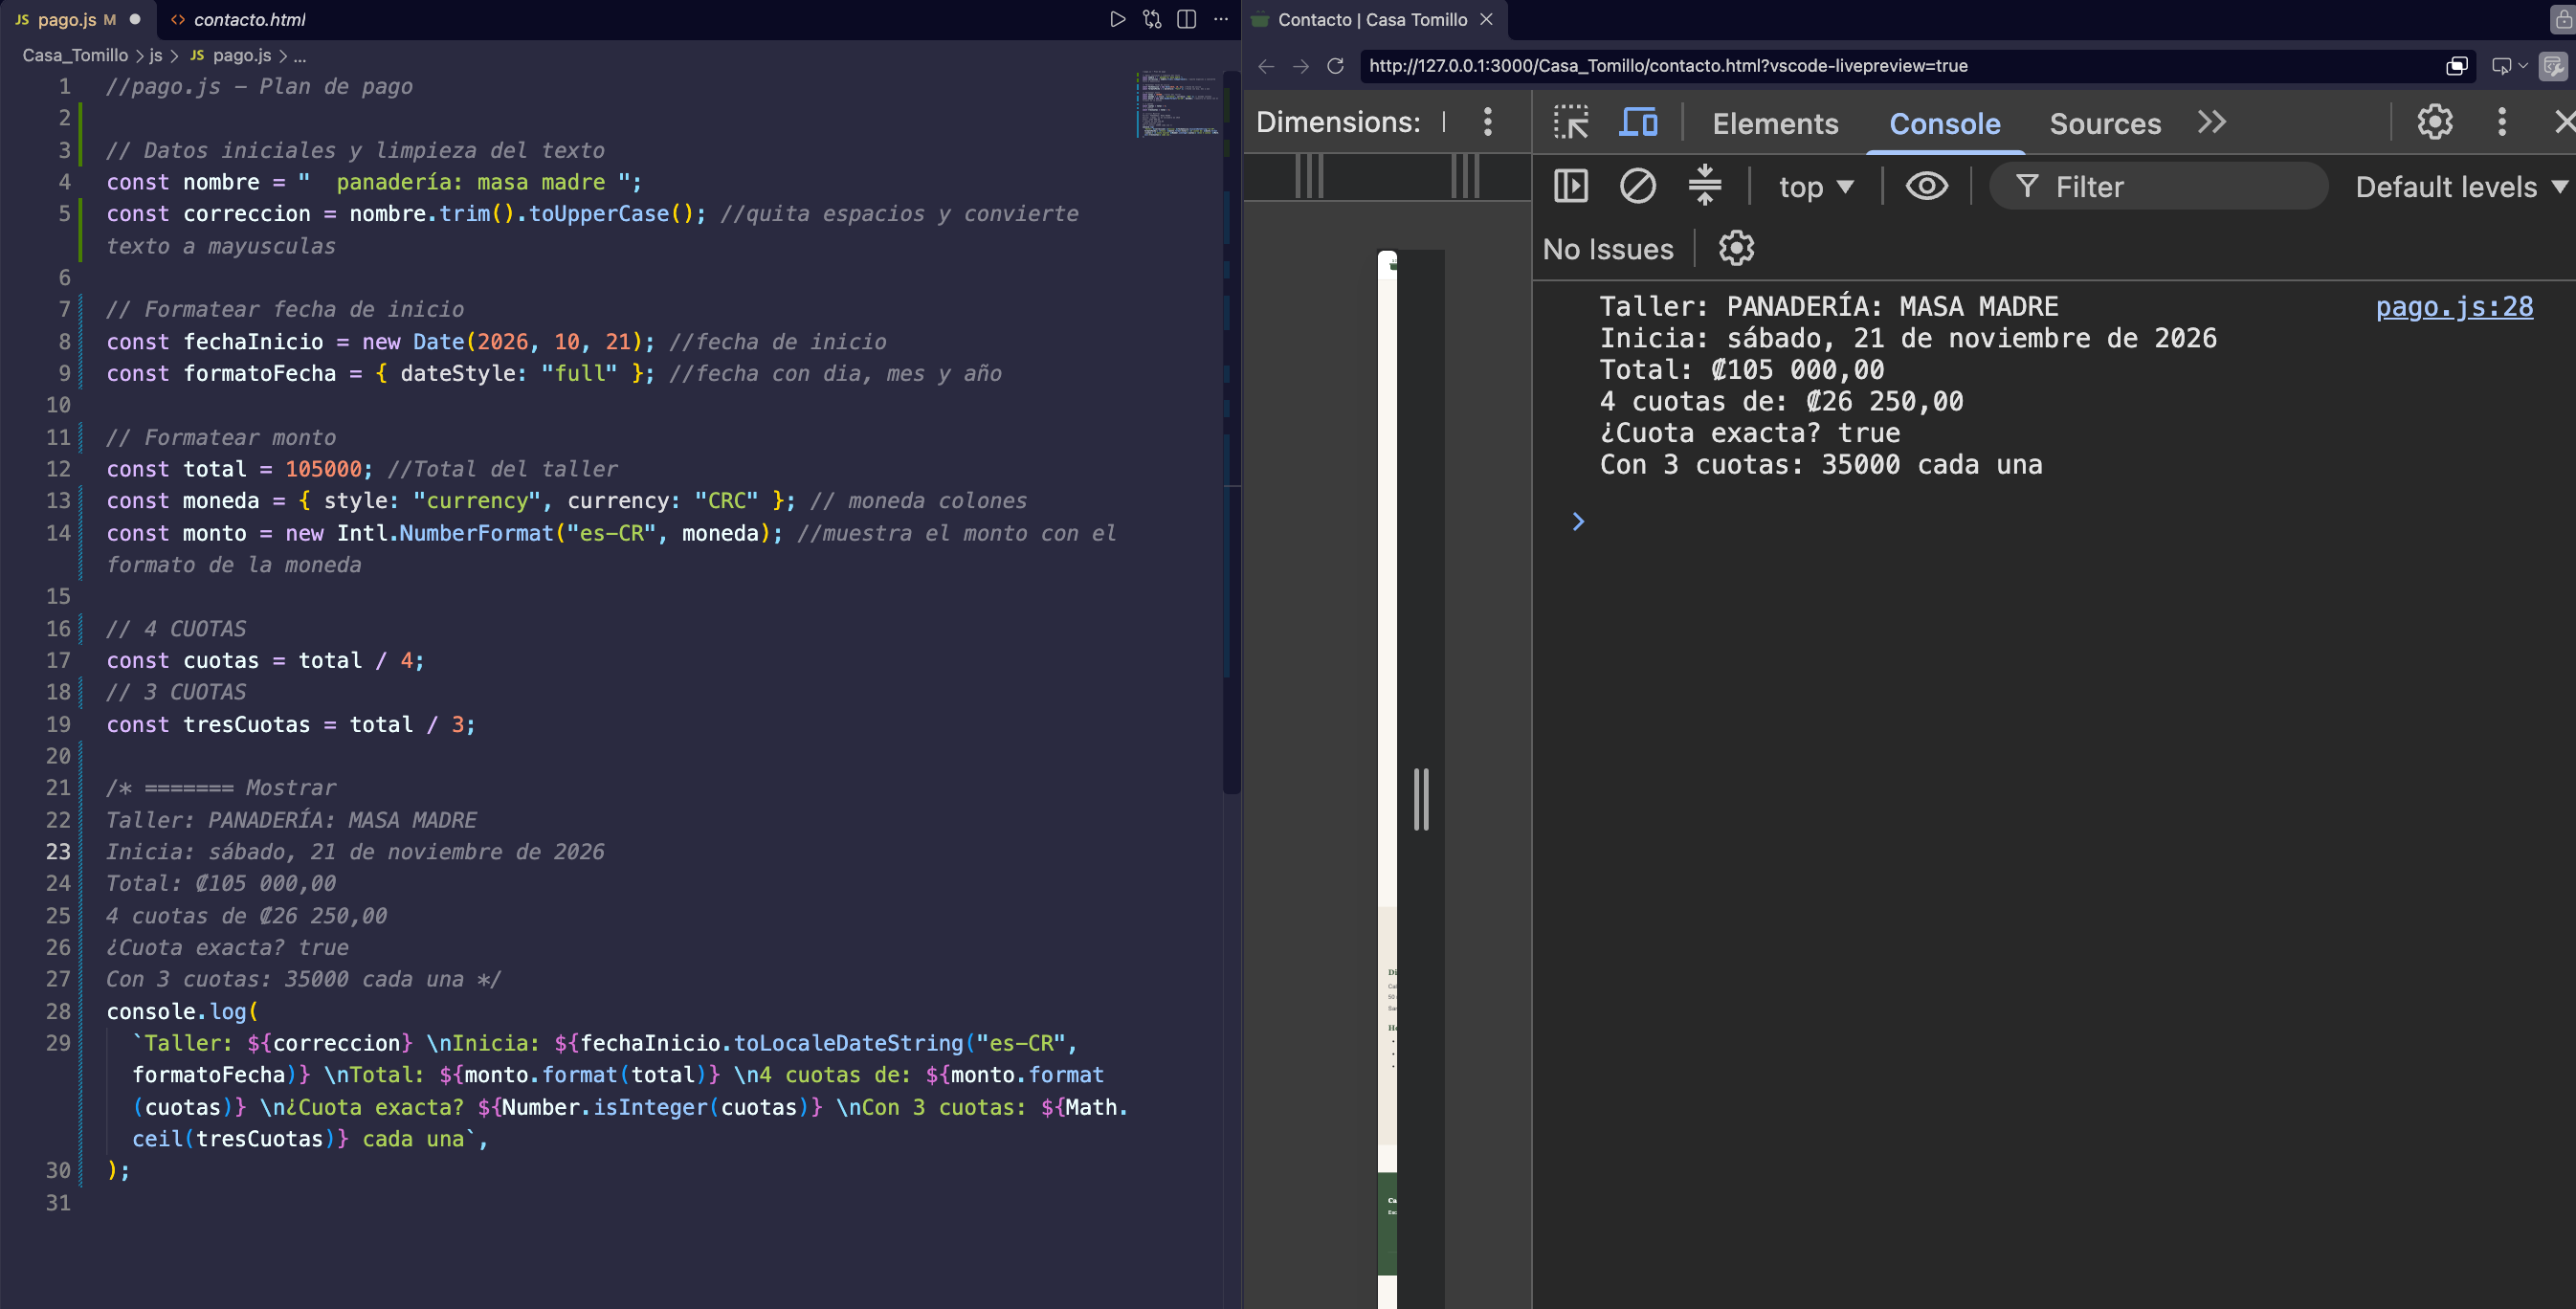 JS pago.js M
<> contacto.html
Casa_Tomillo > js > JS pago.js > ...
1 //pago.js – Plan de pago
2
3 // Datos iniciales y limpieza del texto
4 const nombre = "  panadería: masa madre ";
5 const correccion = nombre.trim().toUpperCase(); //quita espacios y convierte
texto a mayusculas
6
7 // Formatear fecha de inicio
8 const fechaInicio = new Date(2026, 10, 21); //fecha de inicio
9 const formatoFecha = { dateStyle: "full" }; //fecha con dia, mes y año
10
11 // Formatear monto
12 const total = 105000; //Total del taller
13 const moneda = { style: "currency", currency: "CRC" }; // moneda colones
14 const monto = new Intl.NumberFormat("es-CR", moneda); //muestra el monto con el
formato de la moneda
15
16 // 4 CUOTAS
17 const cuotas = total / 4;
18 // 3 CUOTAS
19 const tresCuotas = total / 3;
20
21 /* ======= Mostrar
22 Taller: PANADERÍA: MASA MADRE
23 Inicia: sábado, 21 de noviembre de 2026
24 Total: ₡105 000,00
25 4 cuotas de ₡26 250,00
26 ¿Cuota exacta? true
27 Con 3 cuotas: 35000 cada una */
28 console.log(
29 `Taller: ${correccion} \nInicia: ${fechaInicio.toLocaleDateString("es-CR",
formatoFecha)} \nTotal: ${monto.format(total)} \n4 cuotas de: ${monto.format
(cuotas)} \n¿Cuota exacta? ${Number.isInteger(cuotas)} \nCon 3 cuotas: ${Math.
ceil(tresCuotas)} cada una`,
30 );
31
Contacto | Casa Tomillo
http://127.0.0.1:3000/Casa_Tomillo/contacto.html?vscode-livepreview=true
Dimensions:
Elements Console Sources
top Filter Default levels
No Issues
Taller: PANADERÍA: MASA MADRE pago.js:28
Inicia: sábado, 21 de noviembre de 2026
Total: ₡105 000,00
4 cuotas de: ₡26 250,00
¿Cuota exacta? true
Con 3 cuotas: 35000 cada una